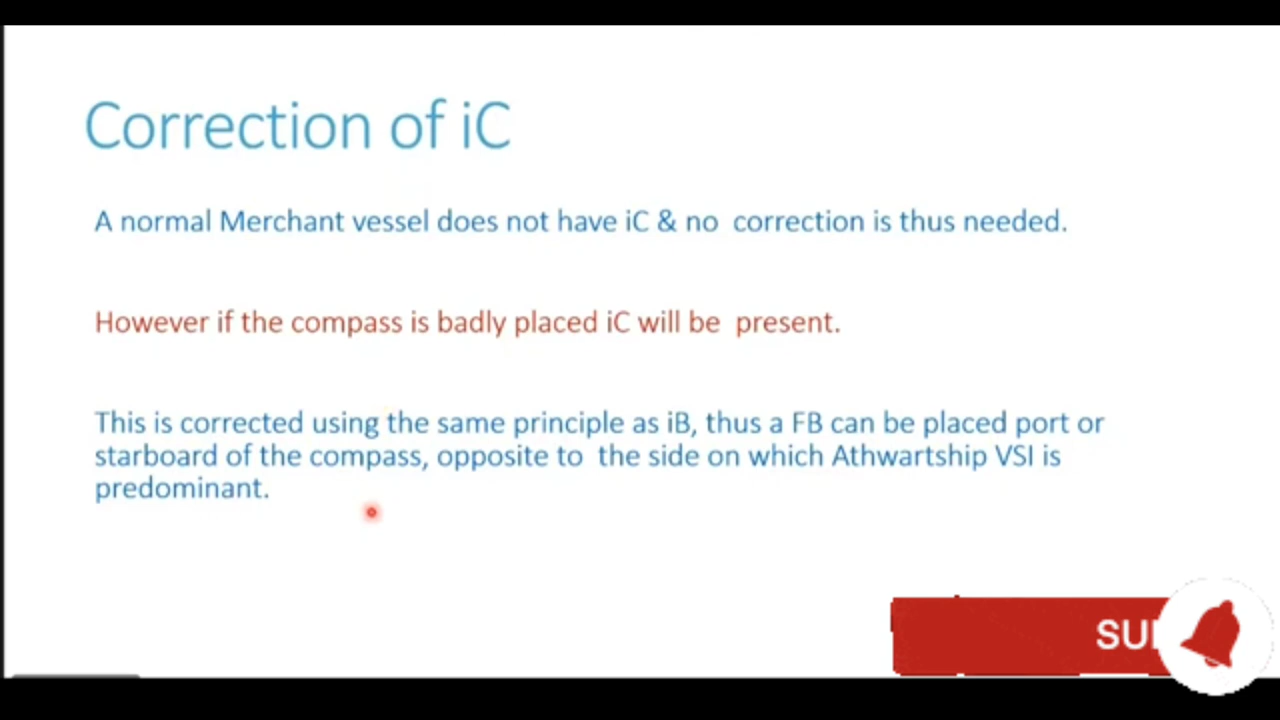 Correction of iC
A normal Merchant vessel does not have iC & no correction is thus needed.
However if the compass is badly placed iC will be present.
This is corrected using the same principle as iB, thus a FB can be placed port or
starboard of the compass, opposite to the side on which Athwartship VSI is
predominant.